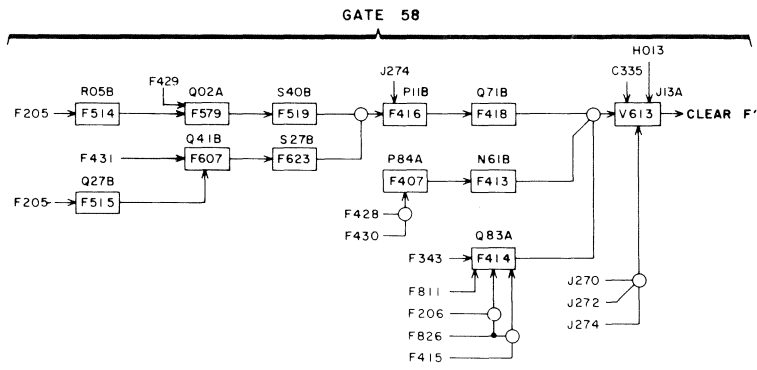 GATE 58
HO13
F429 J274 C335
RO5B Q02A S40B P11B Q71B J13A
F205 F514 F579 F519 F416 F418 V613 CLEAR F'
Q41B S27B
F431 F607 F623
P84A N61B
Q27B F407 F413
F205 F515
F428
F430
Q83A
F343 F414
F811
J270
F206 J272
F826 J274
F415